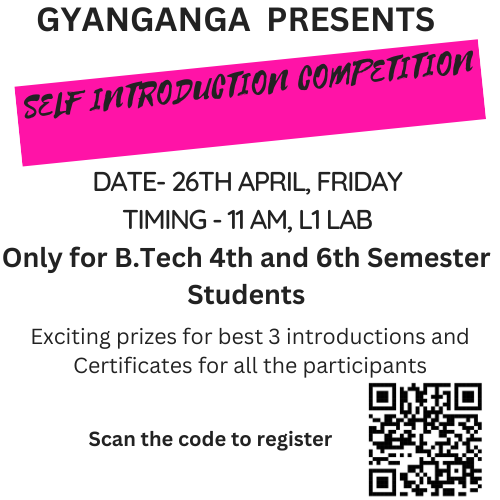 GYANGANGA PRESENTS
SELF INTRODUCTION COMPETITION
DATE- 26TH APRIL, FRIDAY
TIMING - 11 AM, L1 LAB
Only for B.Tech 4th and 6th Semester
Students
Exciting prizes for best 3 introductions and
Certificates for all the participants
Scan the code to register